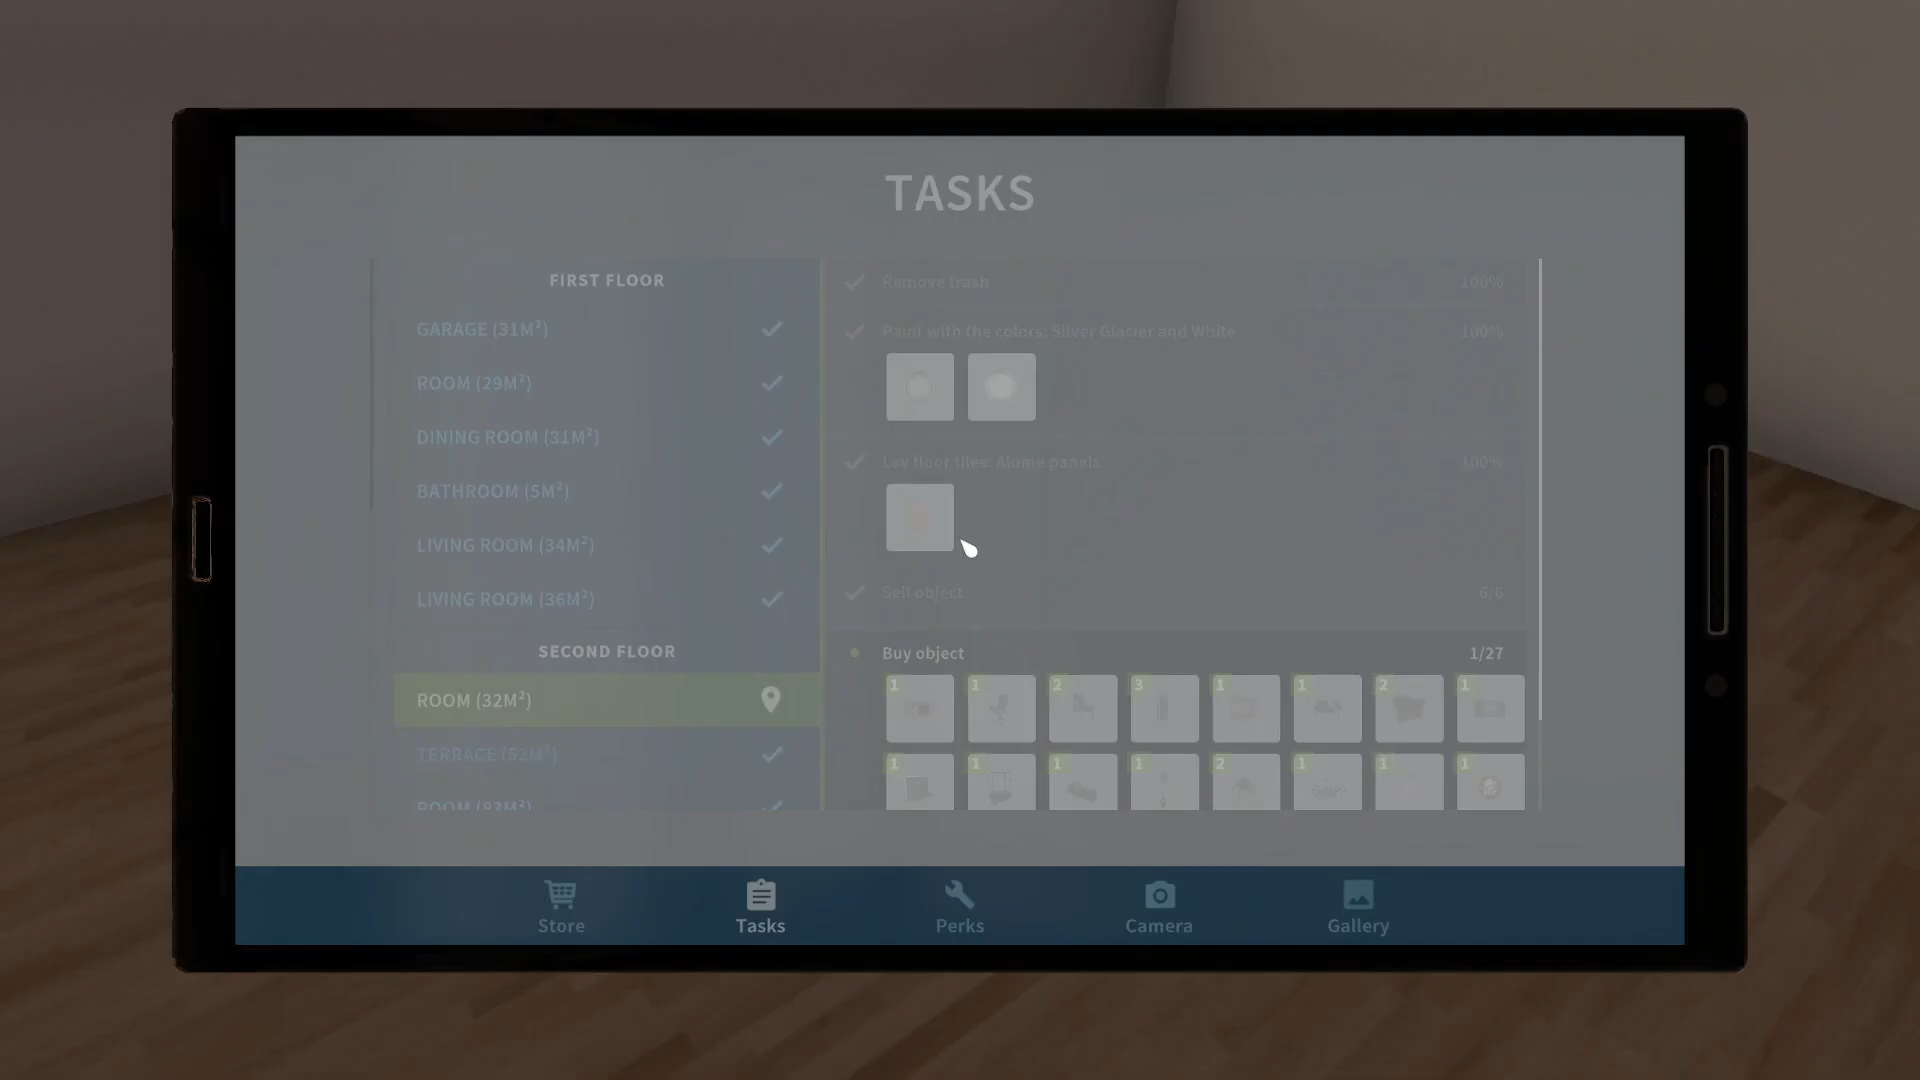 TASKS
FIRST FLOOR
GARAGE (31M²)
ROOM (29M²)
DINING ROOM (31M²)
BATHROOM (5M²)
LIVING ROOM (34M²)
LIVING ROOM (36M²)
SECOND FLOOR
ROOM (32M²)
TERRACE (52M²)
ROOM (83M²)
Remove trash 100%
Paint with the colors: Silver Glacier and White 100%
Lay floor tiles: Alome panels 100%
Sell object 6/6
Buy object 1/27
1 1 2 3 1 1 2 1
1 1 1 1 2 1 1 1
Store Tasks Perks Camera Gallery